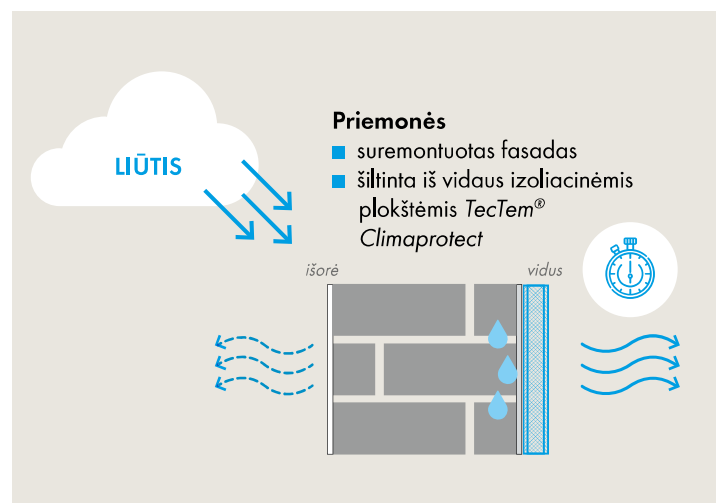 LIŪTIS
Priemonės
suremontuotas fasadas
šiltinta iš vidaus izoliacinėmis
plokštėmis TecTem®
Climaprotect
išorė
vidus